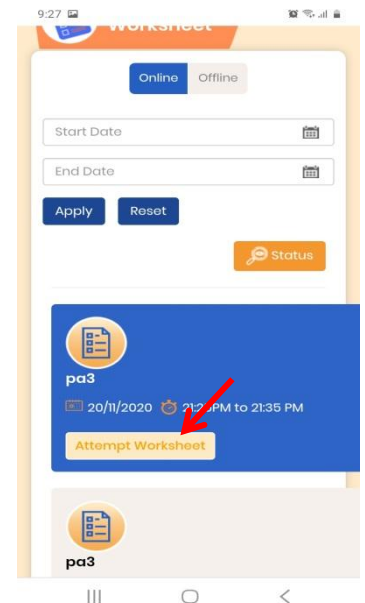 9:27
Worksheet
Online Offline
Start Date
End Date
Apply Reset
Status
pa3
20/11/2020 PM to 21:35 PM
Attempt Worksheet
pa3